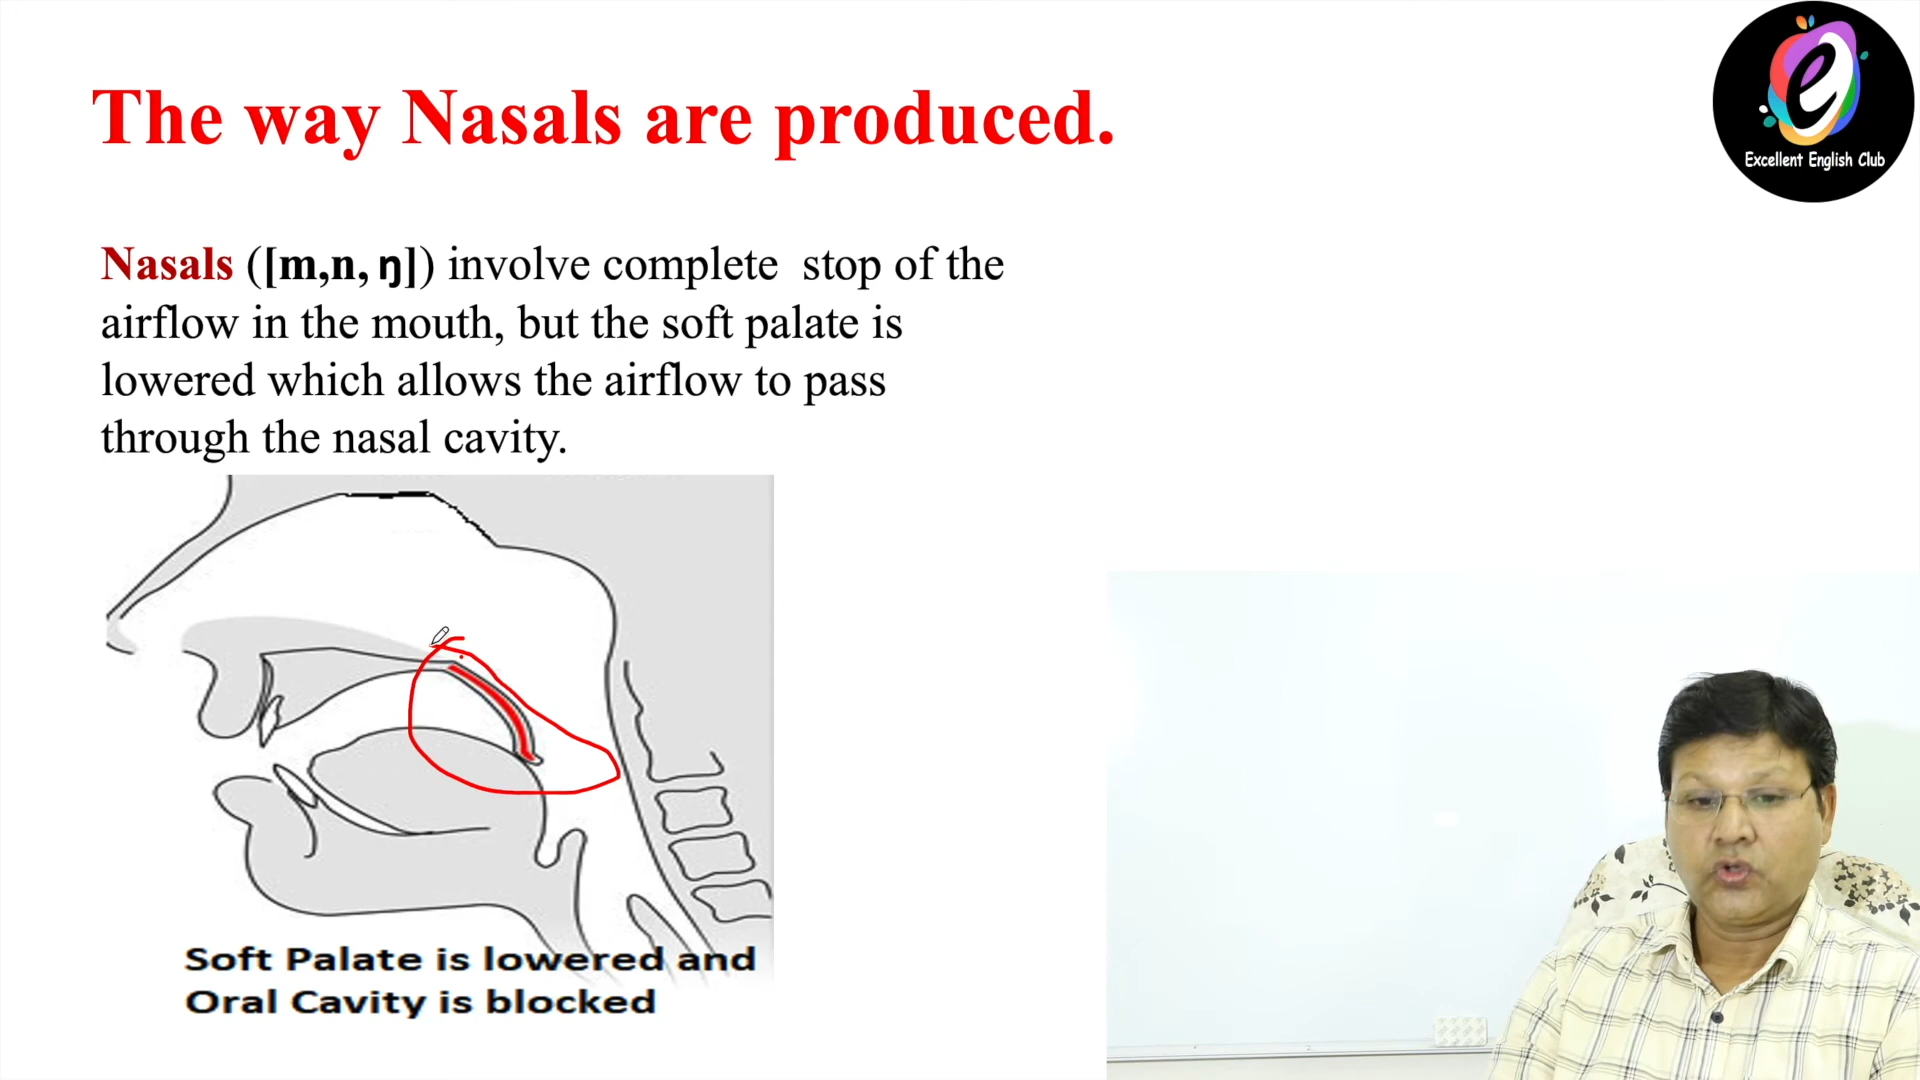 The way Nasals are produced.
Excellent English Club
Nasals ([m,n, ŋ]) involve complete stop of the
airflow in the mouth, but the soft palate is
lowered which allows the airflow to pass
through the nasal cavity.
Soft Palate is lowered and
Oral Cavity is blocked